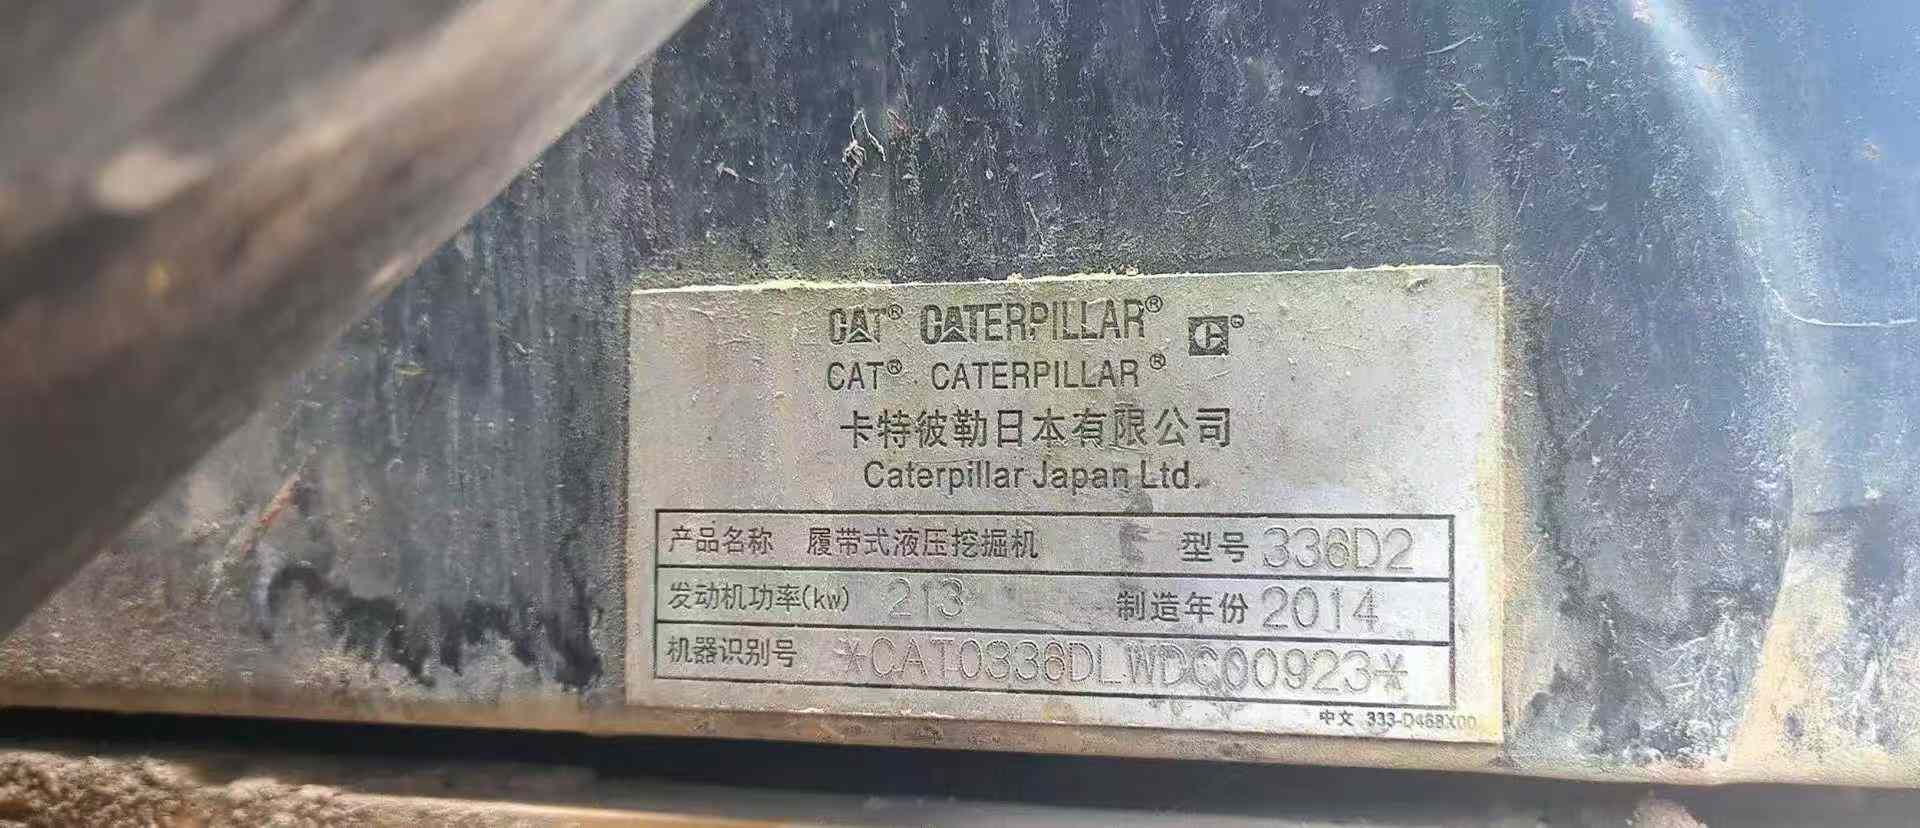 CAT® CATERPILLAR® C
CAT® CATERPILLAR®
卡特彼勒日本有限公司
Caterpillar Japan Ltd.
产品名称 履带式液压挖掘机 型号 336D2
发动机功率(kw) 213 制造年份 2014
机器识别号 *CAT0336DLWDC00923*
中文